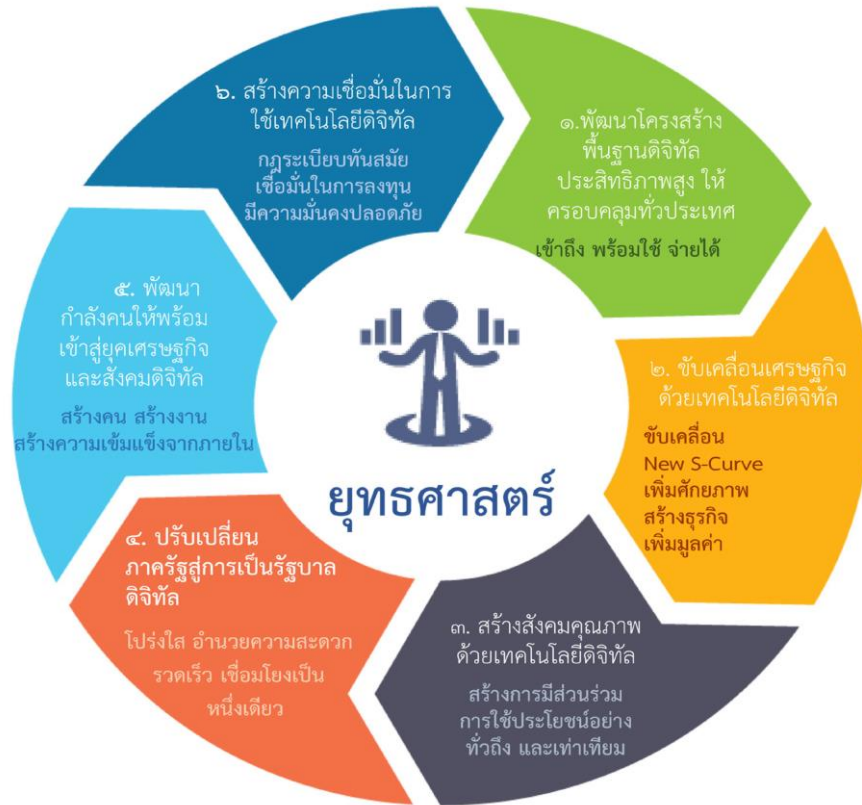 ๑.พัฒนาโครงสร้าง
พื้นฐานดิจิทัล
ประสิทธิภาพสูง ให้
ครอบคลุมทั่วประเทศ
เข้าถึง พร้อมใช้ จ่ายได้
๒. ขับเคลื่อนเศรษฐกิจ
ด้วยเทคโนโลยีดิจิทัล
ขับเคลื่อน
New S-Curve
เพิ่มศักยภาพ
สร้างธุรกิจ
เพิ่มมูลค่า
๓. สร้างสังคมคุณภาพ
ด้วยเทคโนโลยีดิจิทัล
สร้างการมีส่วนร่วม
การใช้ประโยชน์อย่าง
ทั่วถึง และเท่าเทียม
๔. ปรับเปลี่ยน
ภาครัฐสู่การเป็นรัฐบาล
ดิจิทัล
โปร่งใส อำนวยความสะดวก
รวดเร็ว เชื่อมโยงเป็น
หนึ่งเดียว
๕. พัฒนา
กำลังคนให้พร้อม
เข้าสู่ยุคเศรษฐกิจ
และสังคมดิจิทัล
สร้างคน สร้างงาน
สร้างความเข้มแข็งจากภายใน
๖. สร้างความเชื่อมั่นในการ
ใช้เทคโนโลยีดิจิทัล
กฎระเบียบทันสมัย
เชื่อมั่นในการลงทุน
มีความมั่นคงปลอดภัย
ยุทธศาสตร์